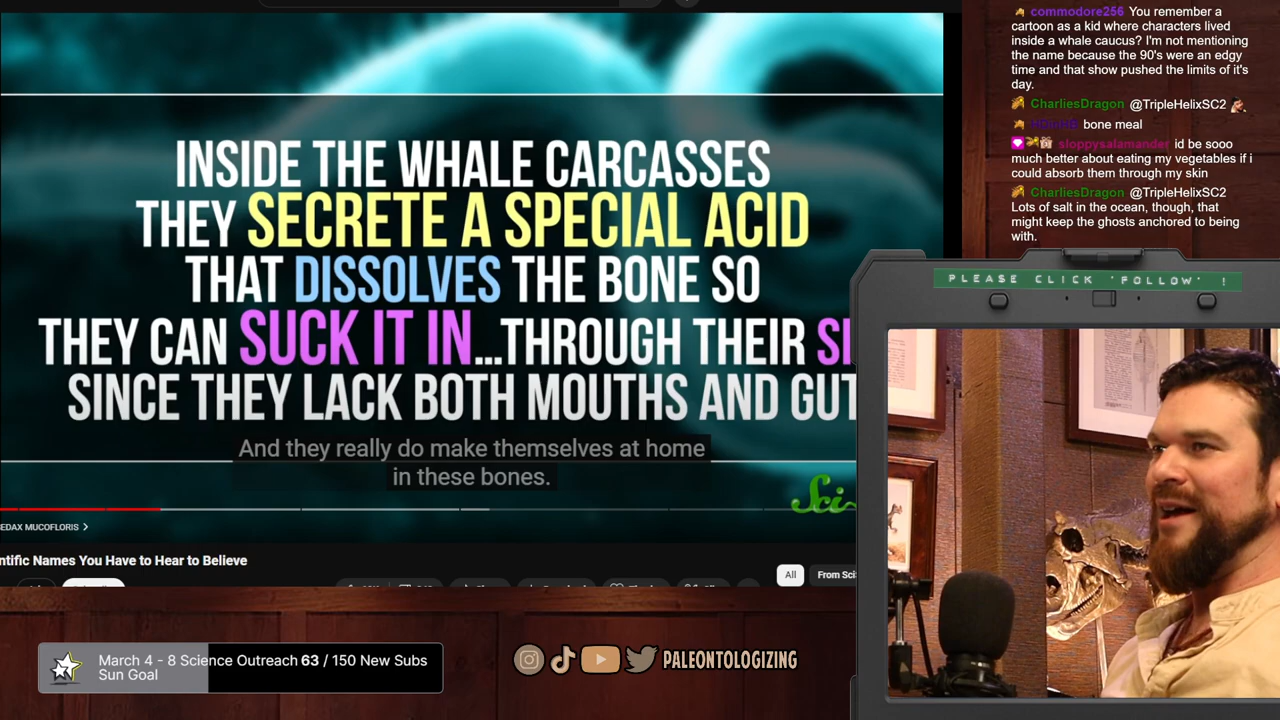 INSIDE THE WHALE CARCASSES
THEY SECRETE A SPECIAL ACID
THAT DISSOLVES THE BONE SO
THEY CAN SUCK IT IN...THROUGH THEIR
SINCE THEY LACK BOTH MOUTHS AND GUT
And they really do make themselves at home
in these bones.
Sci
EDAX MUCOFLORIS >
ntific Names You Have to Hear to Believe
All From Sci
commodore256 You remember a
cartoon as a kid where characters lived
inside a whale caucus? I'm not mentioning
the name because the 90's were an edgy
time and that show pushed the limits of it's
day.
CharliesDragon @TripleHelixSC2
bone meal
sloppysalamander id be sooo
much better about eating my vegetables if i
could absorb them through my skin
CharliesDragon @TripleHelixSC2
Lots of salt in the ocean, though, that
might keep the ghosts anchored to being
with.
PLEASE CLICK 'FOLLOW' !
March 4 - 8 Science Outreach 63 / 150 New Subs
Sun Goal
PALEONTOLOGIZING